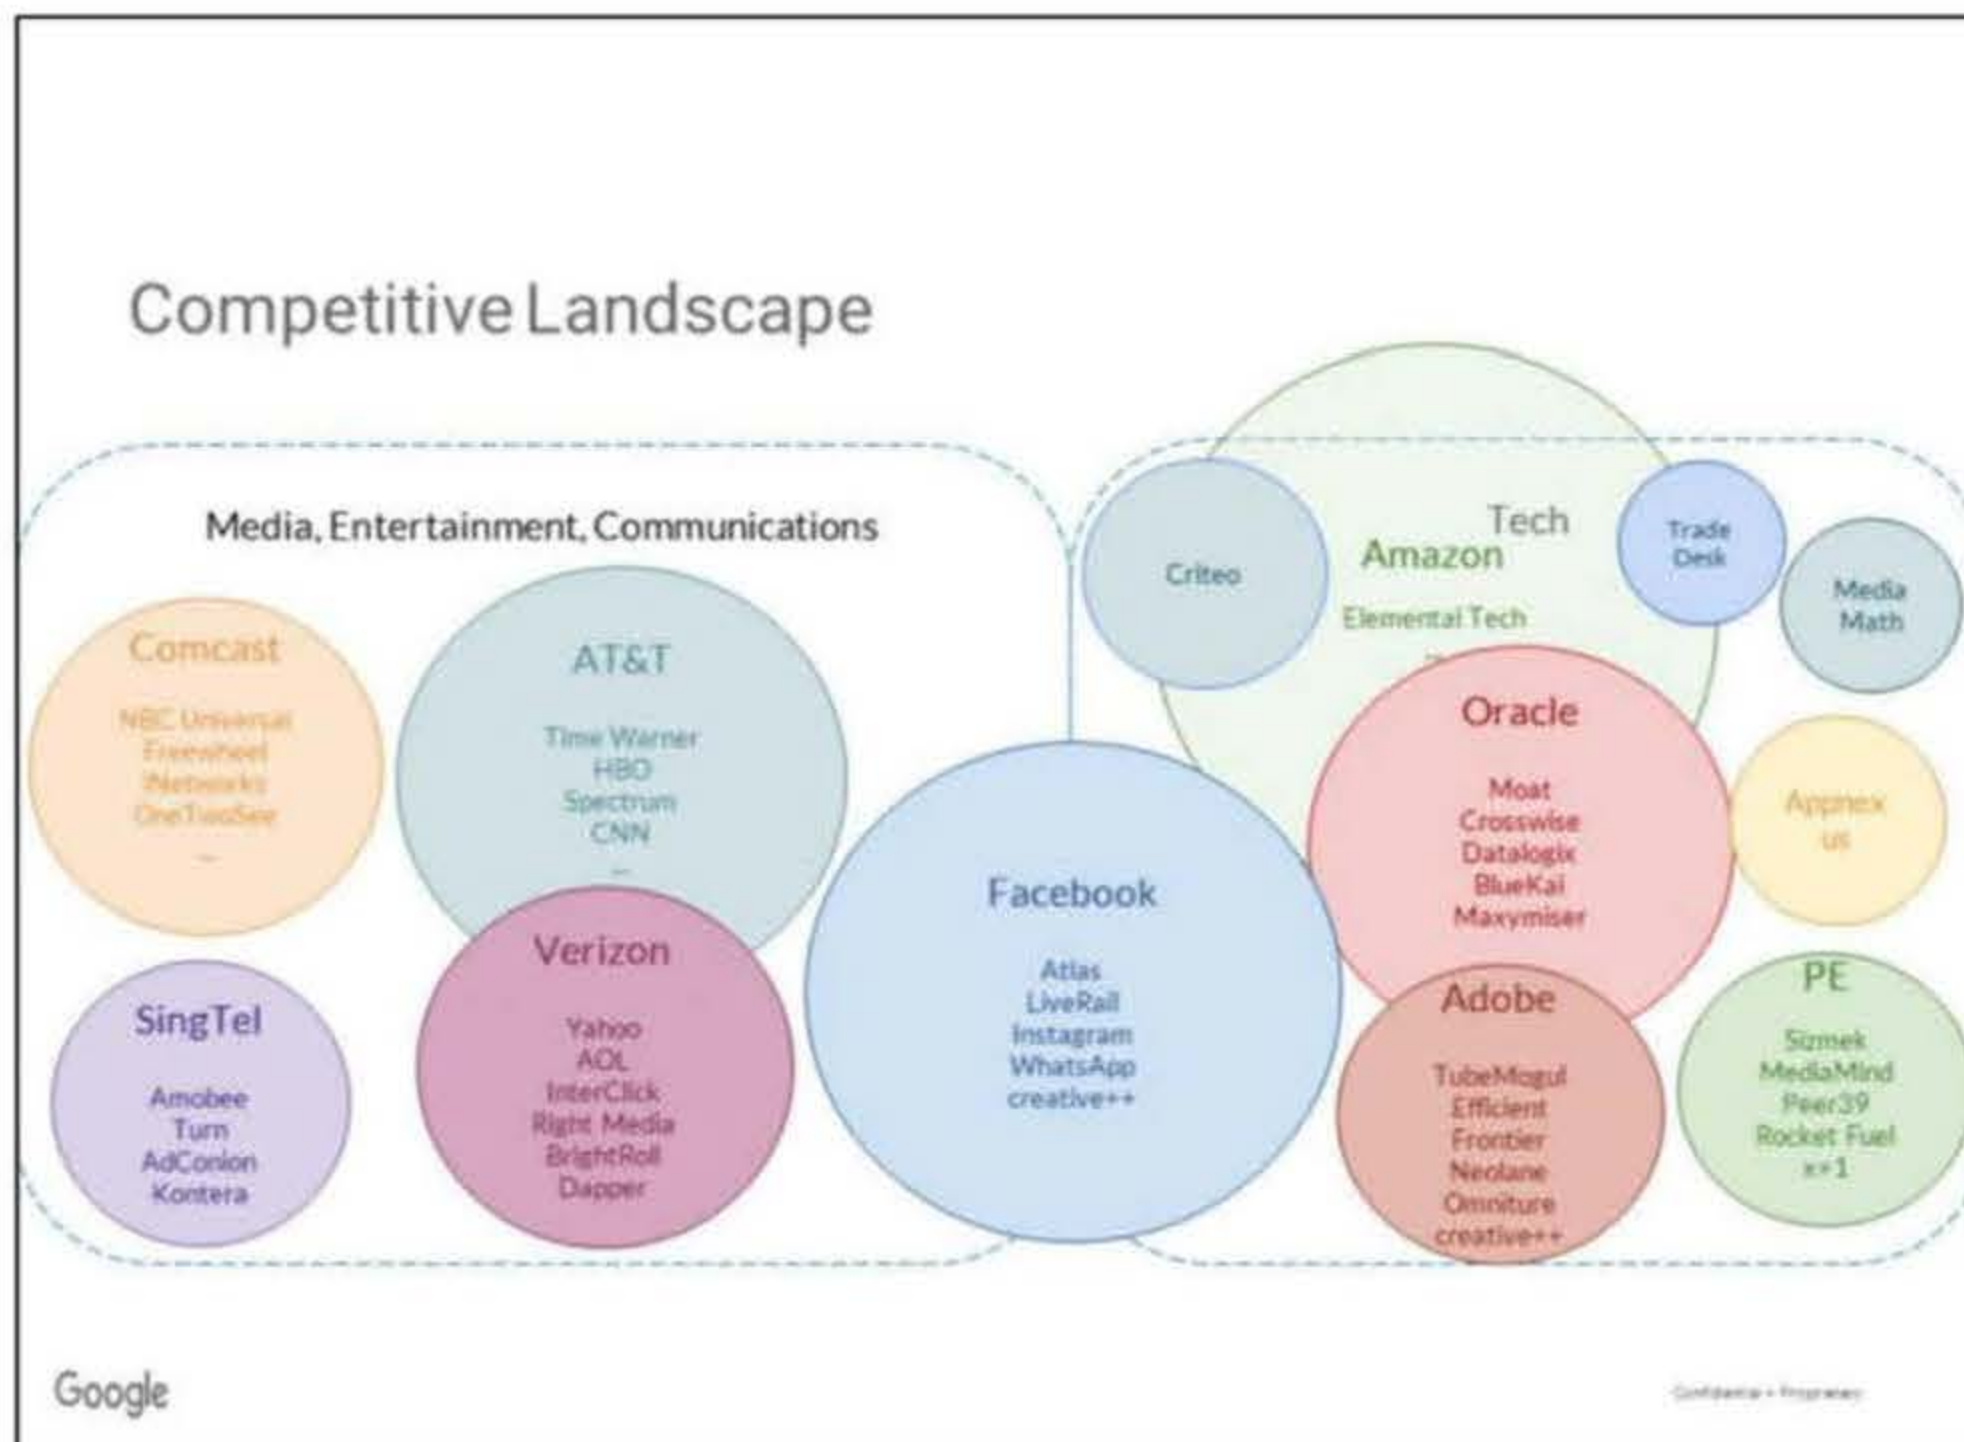 Competitive Landscape
Media, Entertainment, Communications
Comcast
NBC Universal
Freewheel
OneTwoSee
...
AT&T
Time Warner
HBO
Spectrum
CNN
...
SingTel
Amobee
Turn
AdConion
Kontera
Verizon
Yahoo
AOL
InterClick
Right Media
BrightRoll
Dapper
Facebook
Atlas
LiveRail
Instagram
WhatsApp
creative++
Tech
Criteo
Amazon
Elemental Tech
...
Trade
Desk
Media
Math
Oracle
Moat
Crosswise
Datalogix
BlueKai
Maxymiser
Appnex
us
Adobe
TubeMogul
Efficient
Frontier
Neolane
Omniture
creative++
PE
Sizmek
MediaMind
Peer39
Rocket Fuel
x+1
Google
Confidential + Proprietary